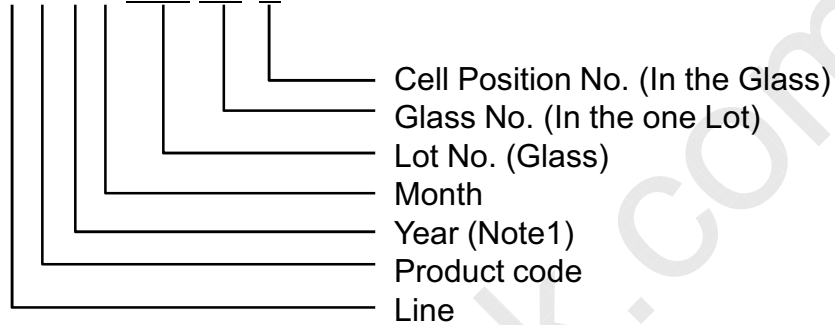 Cell Position No. (In the Glass)
Glass No. (In the one Lot)
Lot No. (Glass)
Month
Year (Note1)
Product code
Line